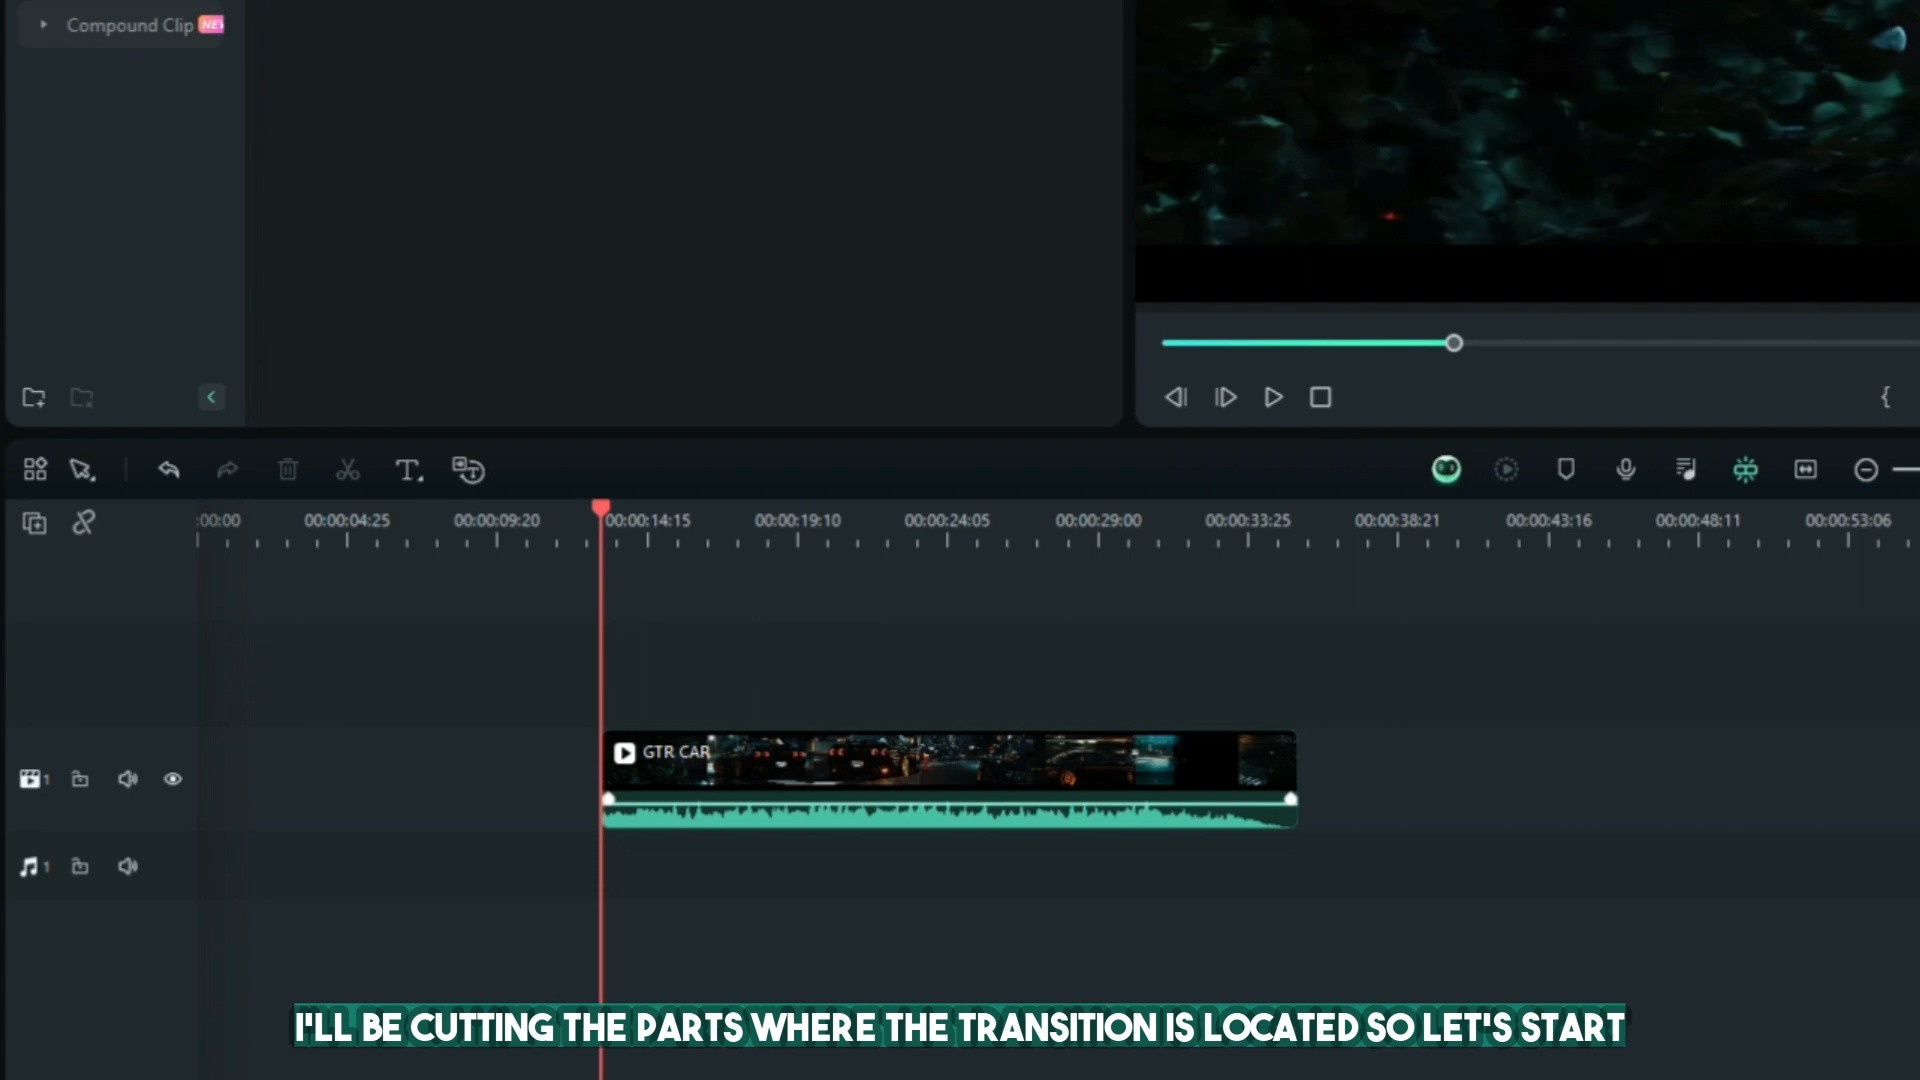 Compound Clip NEW
:00:00 00:00:04:25 00:00:09:20 00:00:14:15 00:00:19:10 00:00:24:05 00:00:29:00 00:00:33:25 00:00:38:21 00:00:43:16 00:00:48:11 00:00:53:06
GTR CAR
1
1
I'LL BE CUTTING THE PARTS WHERE THE TRANSITION IS LOCATED SO LET'S START